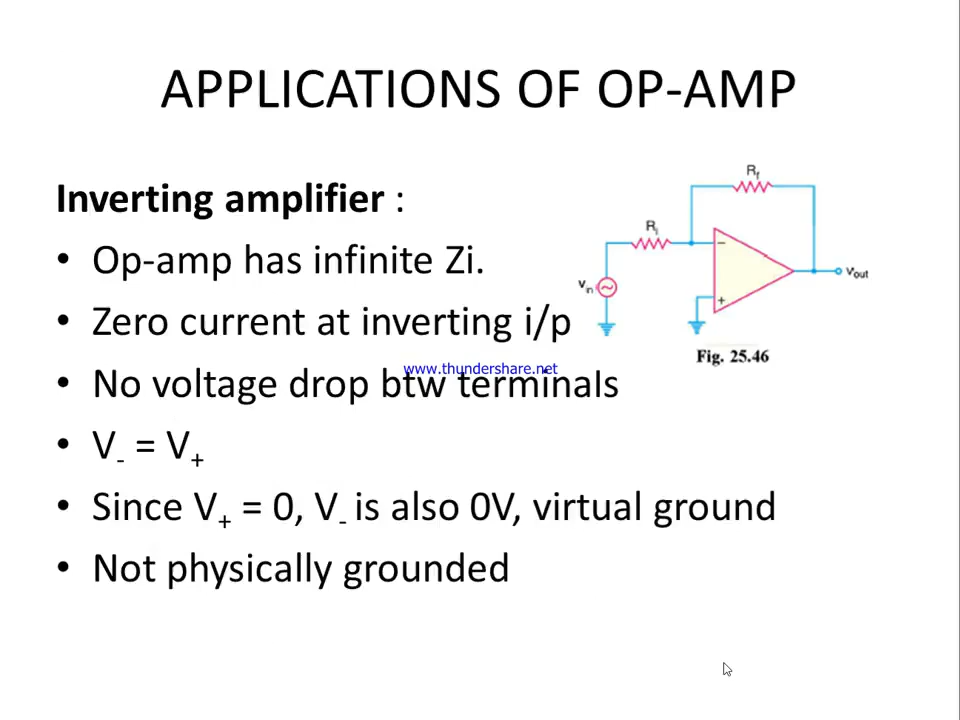 APPLICATIONS OF OP-AMP
Inverting amplifier :
• Op-amp has infinite Zi.
• Zero current at inverting i/p
• No voltage drop btw terminals
• V- = V+
• Since V+ = 0, V- is also 0V, virtual ground
• Not physically grounded
Rf
Ri
vin
−
+
vout
Fig. 25.46
www.thundershare.net